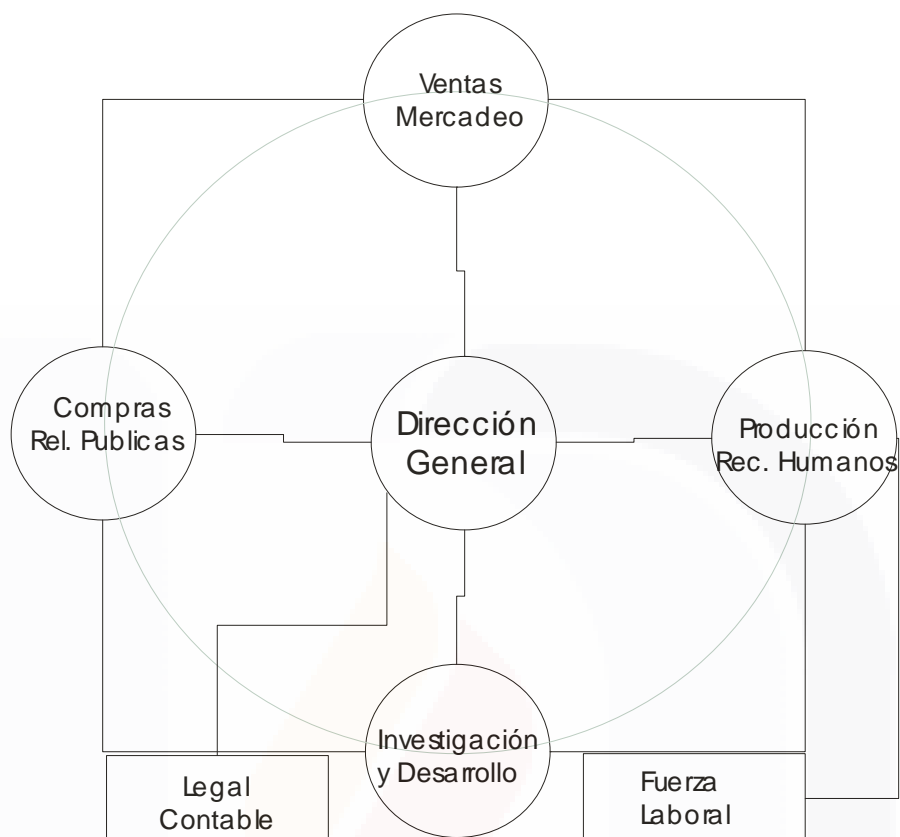 Ventas
Mercadeo
Compras
Rel. Publicas
Dirección
General
Producción
Rec. Humanos
Investigación
y Desarrollo
Legal
Contable
Fuerza
Laboral